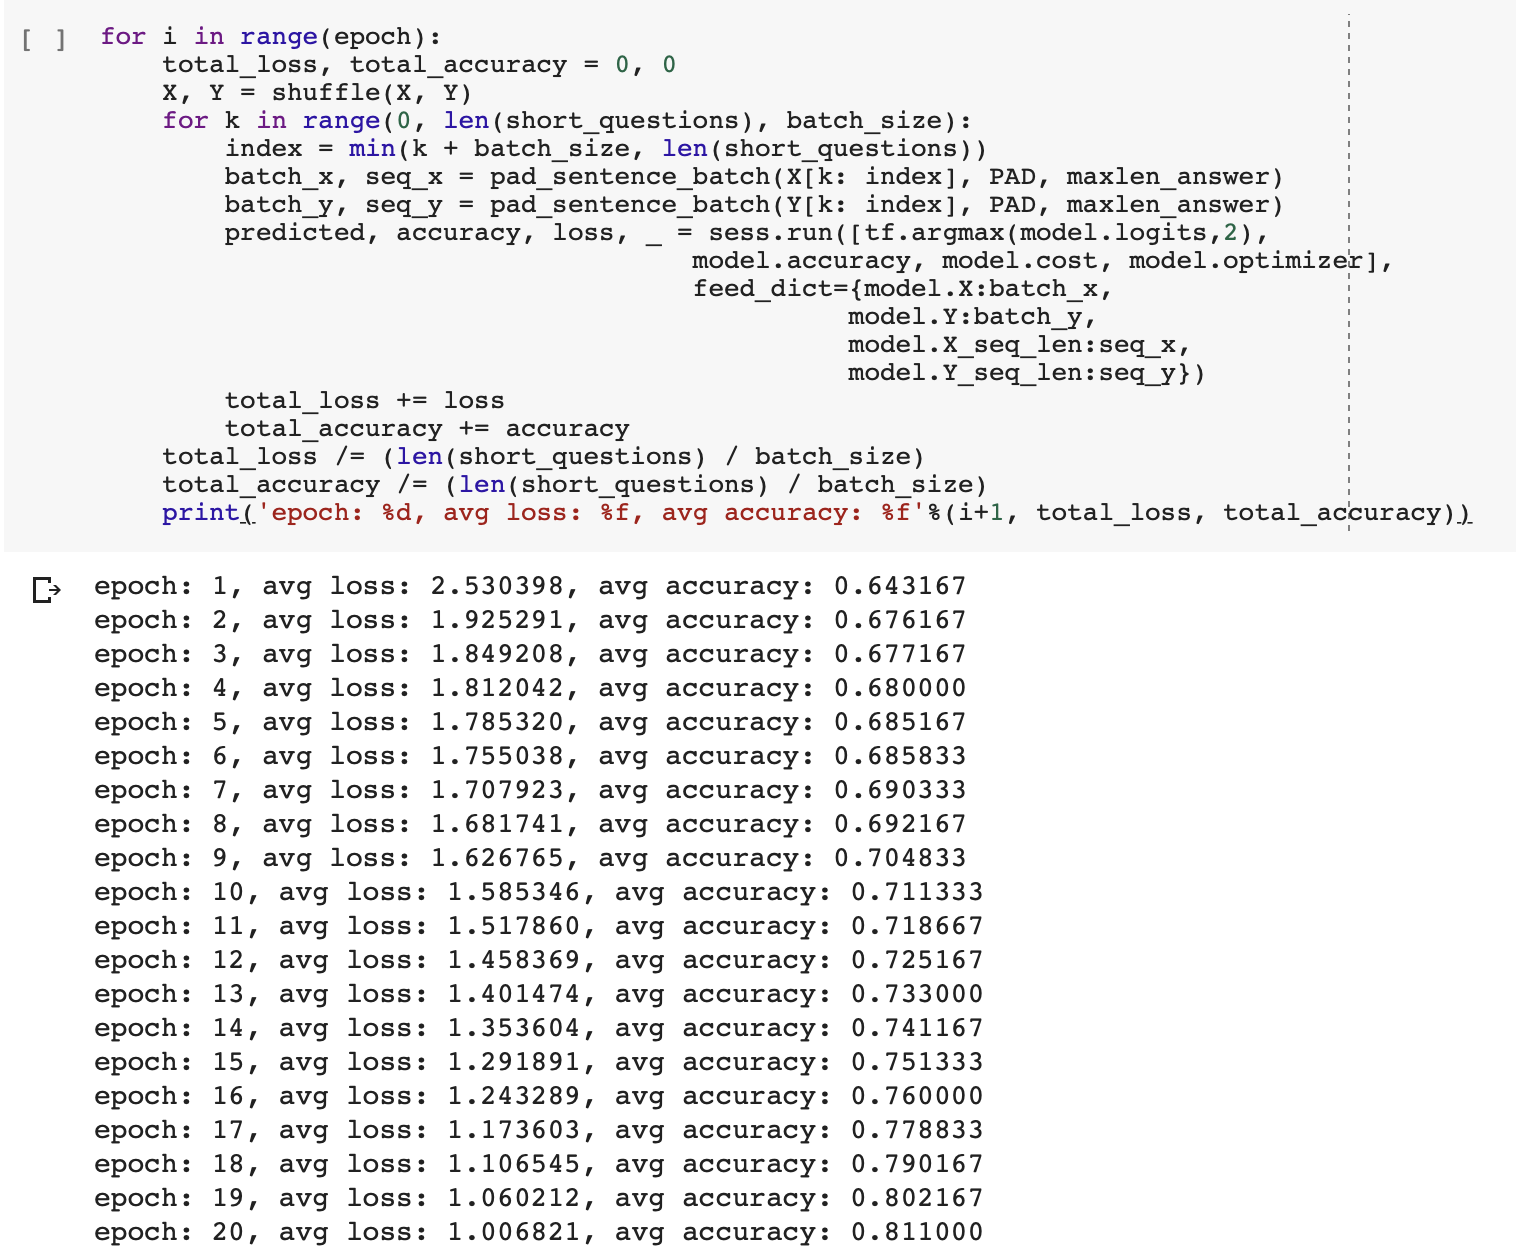 [ ] for i in range(epoch):
total_loss, total_accuracy = 0, 0
X, Y = shuffle(X, Y)
for k in range(0, len(short_questions), batch_size):
index = min(k + batch_size, len(short_questions))
batch_x, seq_x = pad_sentence_batch(X[k: index], PAD, maxlen_answer)
batch_y, seq_y = pad_sentence_batch(Y[k: index], PAD, maxlen_answer)
predicted, accuracy, loss, _ = sess.run([tf.argmax(model.logits,2),
model.accuracy, model.cost, model.optimizer],
feed_dict={model.X:batch_x,
model.Y:batch_y,
model.X_seq_len:seq_x,
model.Y_seq_len:seq_y})
total_loss += loss
total_accuracy += accuracy
total_loss /= (len(short_questions) / batch_size)
total_accuracy /= (len(short_questions) / batch_size)
print('epoch: %d, avg loss: %f, avg accuracy: %f'%(i+1, total_loss, total_accuracy))
epoch: 1, avg loss: 2.530398, avg accuracy: 0.643167
epoch: 2, avg loss: 1.925291, avg accuracy: 0.676167
epoch: 3, avg loss: 1.849208, avg accuracy: 0.677167
epoch: 4, avg loss: 1.812042, avg accuracy: 0.680000
epoch: 5, avg loss: 1.785320, avg accuracy: 0.685167
epoch: 6, avg loss: 1.755038, avg accuracy: 0.685833
epoch: 7, avg loss: 1.707923, avg accuracy: 0.690333
epoch: 8, avg loss: 1.681741, avg accuracy: 0.692167
epoch: 9, avg loss: 1.626765, avg accuracy: 0.704833
epoch: 10, avg loss: 1.585346, avg accuracy: 0.711333
epoch: 11, avg loss: 1.517860, avg accuracy: 0.718667
epoch: 12, avg loss: 1.458369, avg accuracy: 0.725167
epoch: 13, avg loss: 1.401474, avg accuracy: 0.733000
epoch: 14, avg loss: 1.353604, avg accuracy: 0.741167
epoch: 15, avg loss: 1.291891, avg accuracy: 0.751333
epoch: 16, avg loss: 1.243289, avg accuracy: 0.760000
epoch: 17, avg loss: 1.173603, avg accuracy: 0.778833
epoch: 18, avg loss: 1.106545, avg accuracy: 0.790167
epoch: 19, avg loss: 1.060212, avg accuracy: 0.802167
epoch: 20, avg loss: 1.006821, avg accuracy: 0.811000